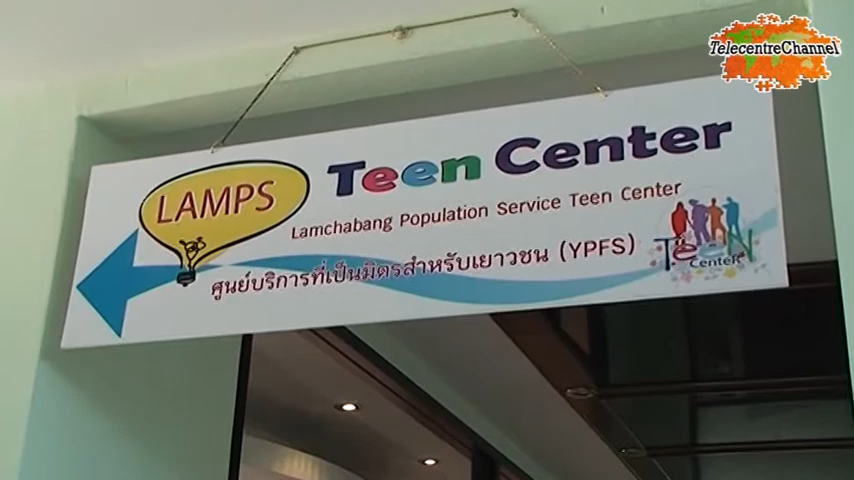 TelecentreChannel
LAMPS
Teen Center
Lamchabang Population Service Teen Center
ศูนย์บริการที่เป็นมิตรสำหรับเยาวชน (YPFS)
TeeN
Center